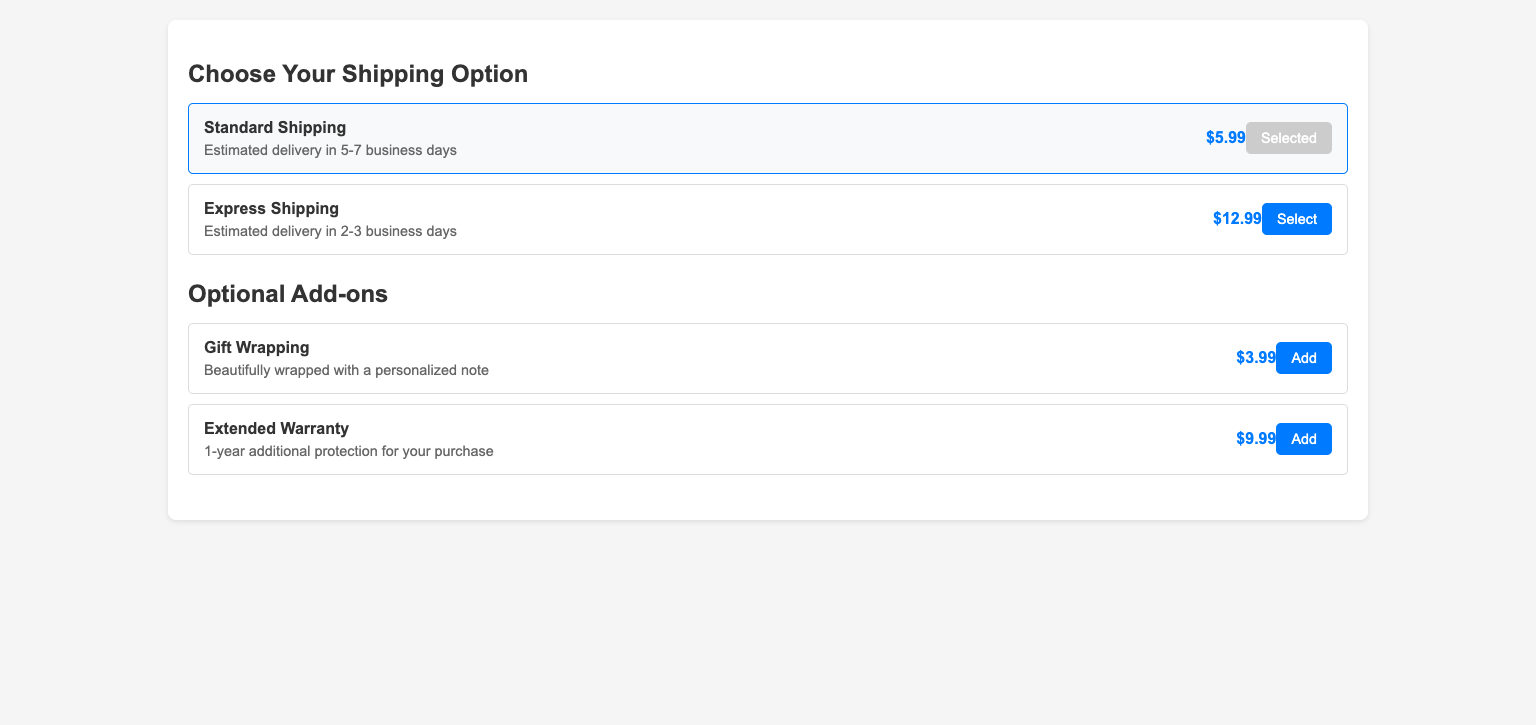 Choose Your Shipping Option
Standard Shipping
Estimated delivery in 5-7 business days
$5.99 Selected
Express Shipping
Estimated delivery in 2-3 business days
$12.99 Select
Optional Add-ons
Gift Wrapping
Beautifully wrapped with a personalized note
$3.99 Add
Extended Warranty
1-year additional protection for your purchase
$9.99 Add